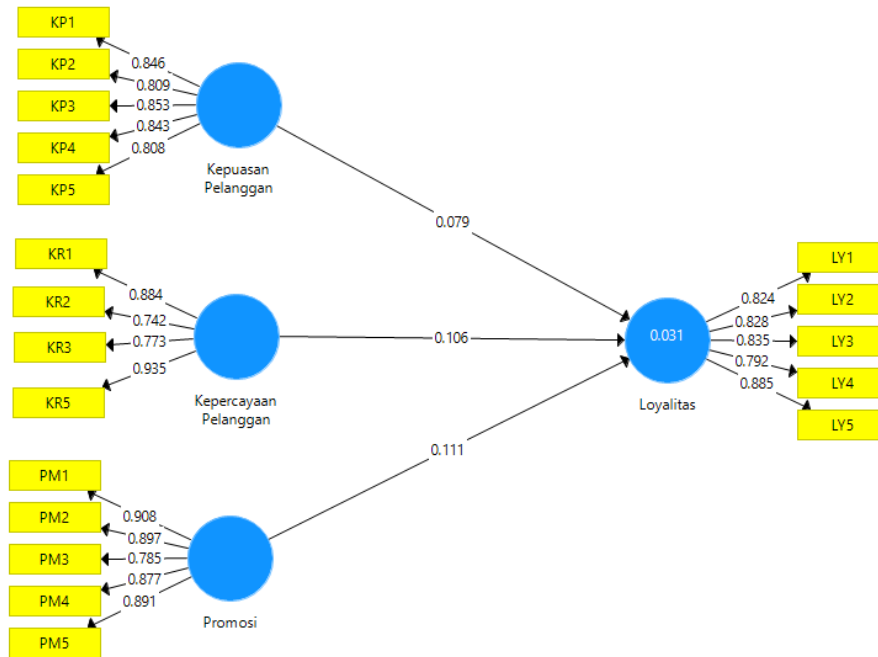 KP1
KP2
KP3
KP4
KP5
0.846
0.809
0.853
0.843
0.808
Kepuasan
Pelanggan
0.079
KR1
KR2
KR3
KR5
0.884
0.742
0.773
0.935
Kepercayaan
Pelanggan
0.106
PM1
PM2
PM3
PM4
PM5
0.908
0.897
0.785
0.877
0.891
Promosi
0.111
0.031
Loyalitas
0.824
0.828
0.835
0.792
0.885
LY1
LY2
LY3
LY4
LY5